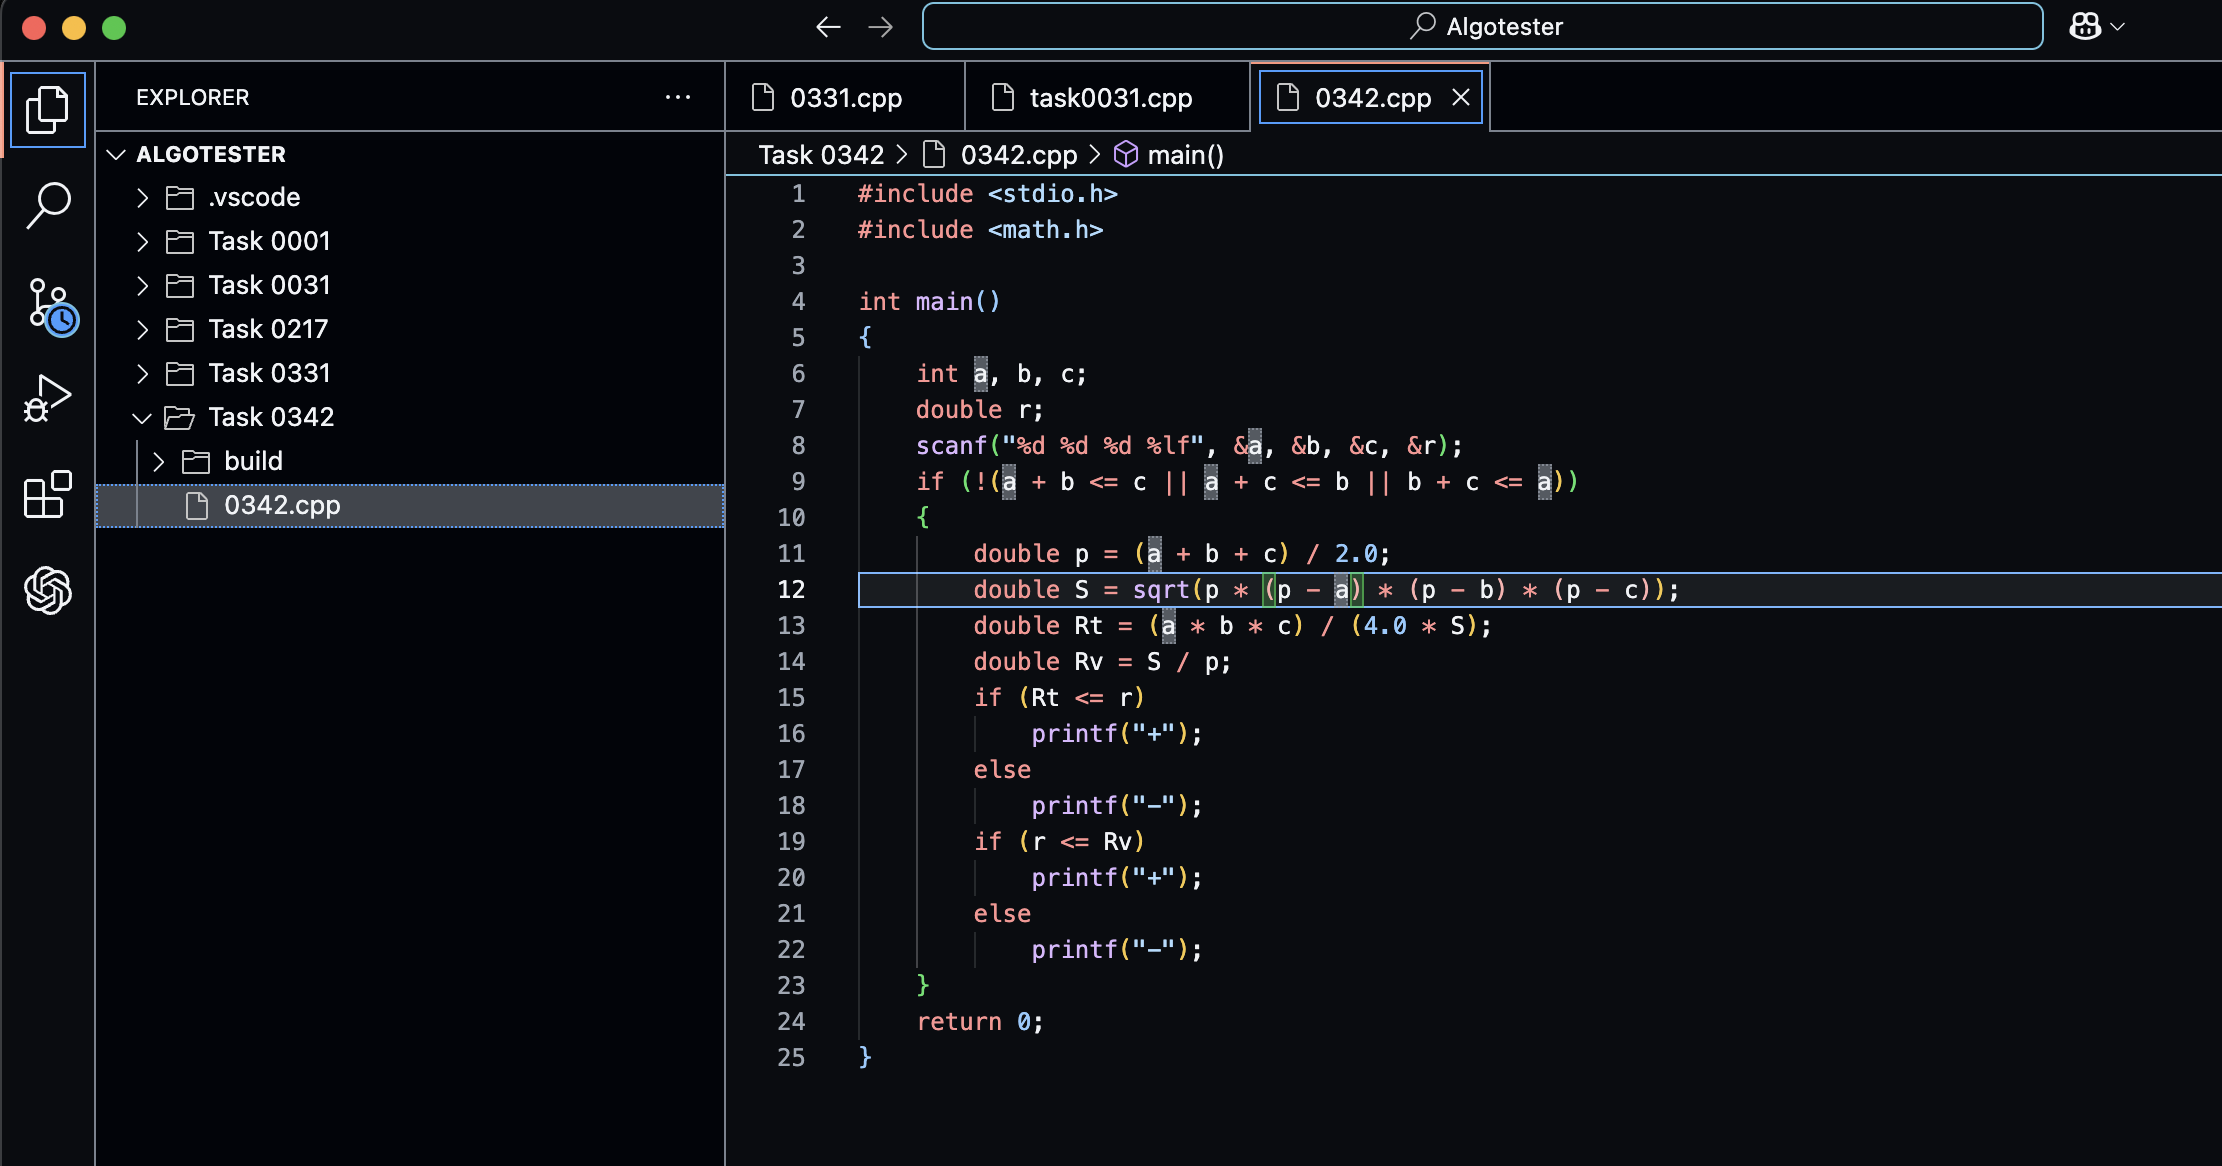 Algotester
EXPLORER
ALGOTESTER
.vscode
Task 0001
Task 0031
Task 0217
Task 0331
Task 0342
build
0342.cpp
0331.cpp
task0031.cpp
0342.cpp
Task 0342 > 0342.cpp > main()
1 #include <stdio.h>
2 #include <math.h>
3
4 int main()
5 {
6     int a, b, c;
7     double r;
8     scanf("%d %d %d %lf", &a, &b, &c, &r);
9     if (!(a + b <= c || a + c <= b || b + c <= a))
10     {
11         double p = (a + b + c) / 2.0;
12         double S = sqrt(p * (p - a) * (p - b) * (p - c));
13         double Rt = (a * b * c) / (4.0 * S);
14         double Rv = S / p;
15         if (Rt <= r)
16             printf("+");
17         else
18             printf("-");
19         if (r <= Rv)
20             printf("+");
21         else
22             printf("-");
23     }
24     return 0;
25 }